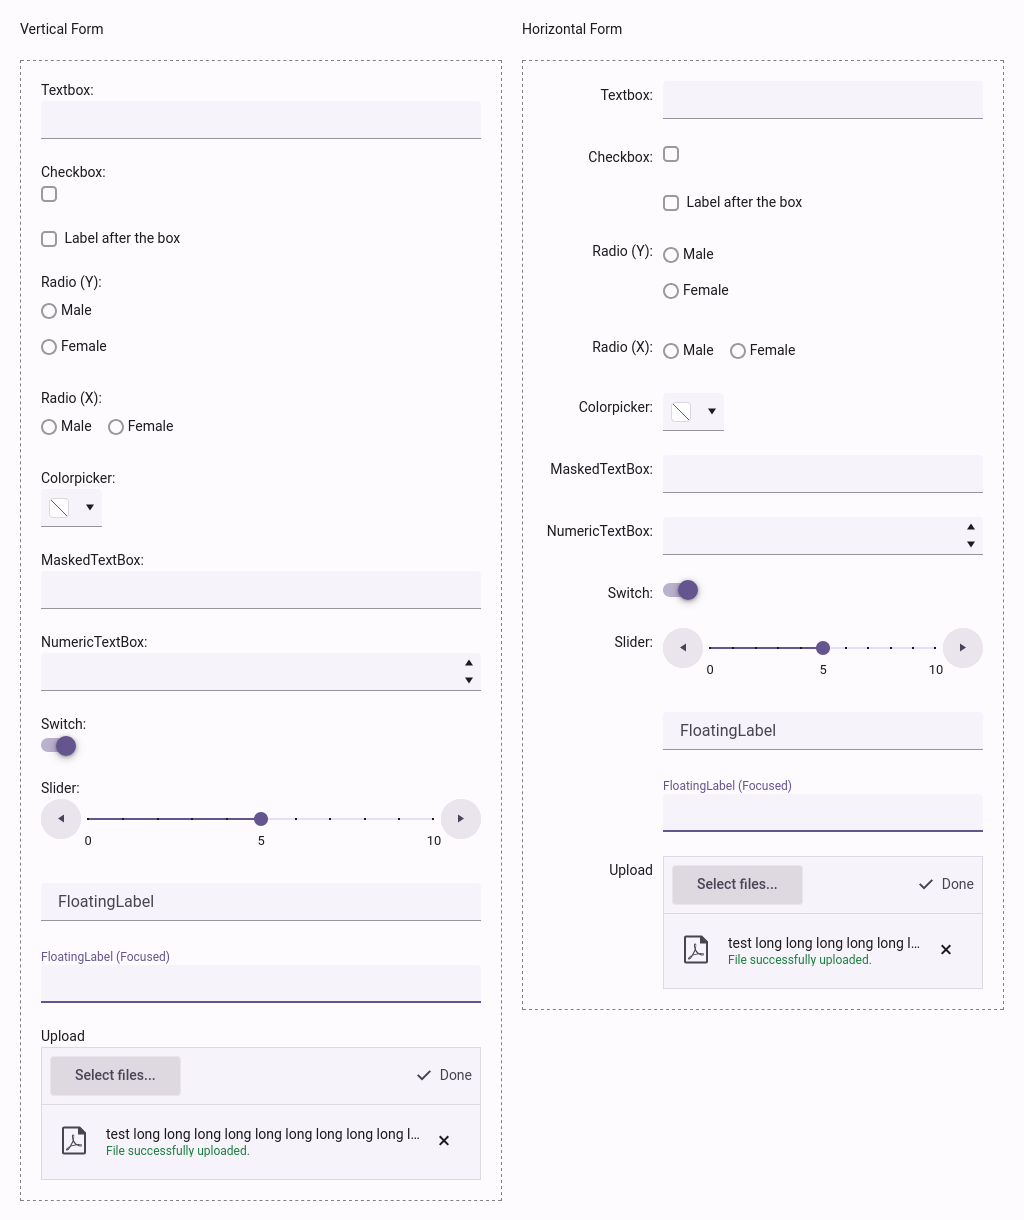 Vertical Form
Textbox:
Checkbox:
Label after the box
Radio (Y):
Male
Female
Radio (X):
Male Female
Colorpicker:
MaskedTextBox:
NumericTextBox:
Switch:
Slider:
0 5 10
FloatingLabel
FloatingLabel (Focused)
Upload
Select files... Done
test long long long long long long long long long l...
File successfully uploaded.
Horizontal Form
Textbox:
Checkbox:
Label after the box
Radio (Y): Male
Female
Radio (X): Male Female
Colorpicker:
MaskedTextBox:
NumericTextBox:
Switch:
Slider:
0 5 10
FloatingLabel
FloatingLabel (Focused)
Upload Select files... Done
test long long long long long l...
File successfully uploaded.